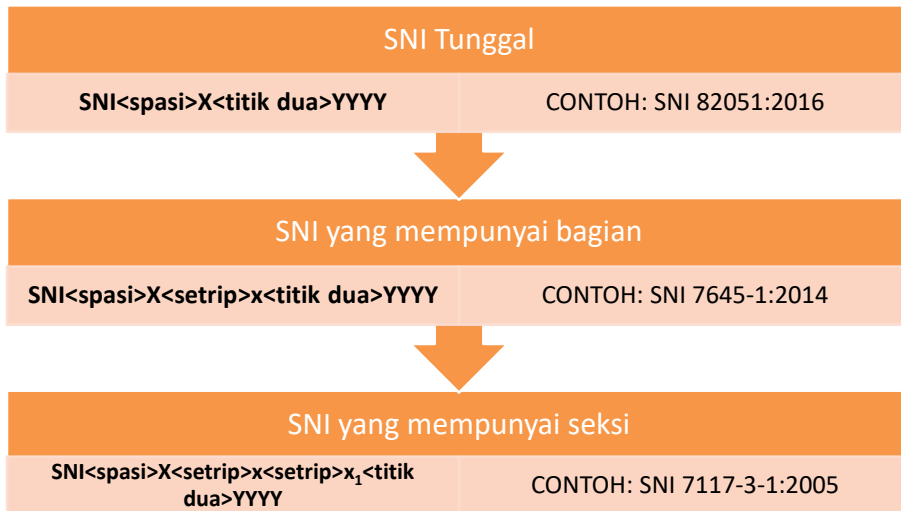 SNI Tunggal
SNI<spasi>X<titik dua>YYYY
CONTOH: SNI 82051:2016
SNI yang mempunyai bagian
SNI<spasi>X<setrip>x<titik dua>YYYY
CONTOH: SNI 7645-1:2014
SNI yang mempunyai seksi
SNI<spasi>X<setrip>x<setrip>x₁<titik
dua>YYYY
CONTOH: SNI 7117-3-1:2005